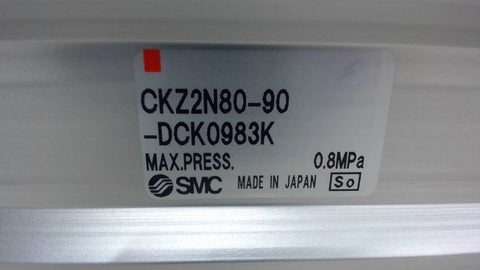 CKZ2N80-90
-DCK0983K
MAX.PRESS. 0.8MPa
SMC MADE IN JAPAN So